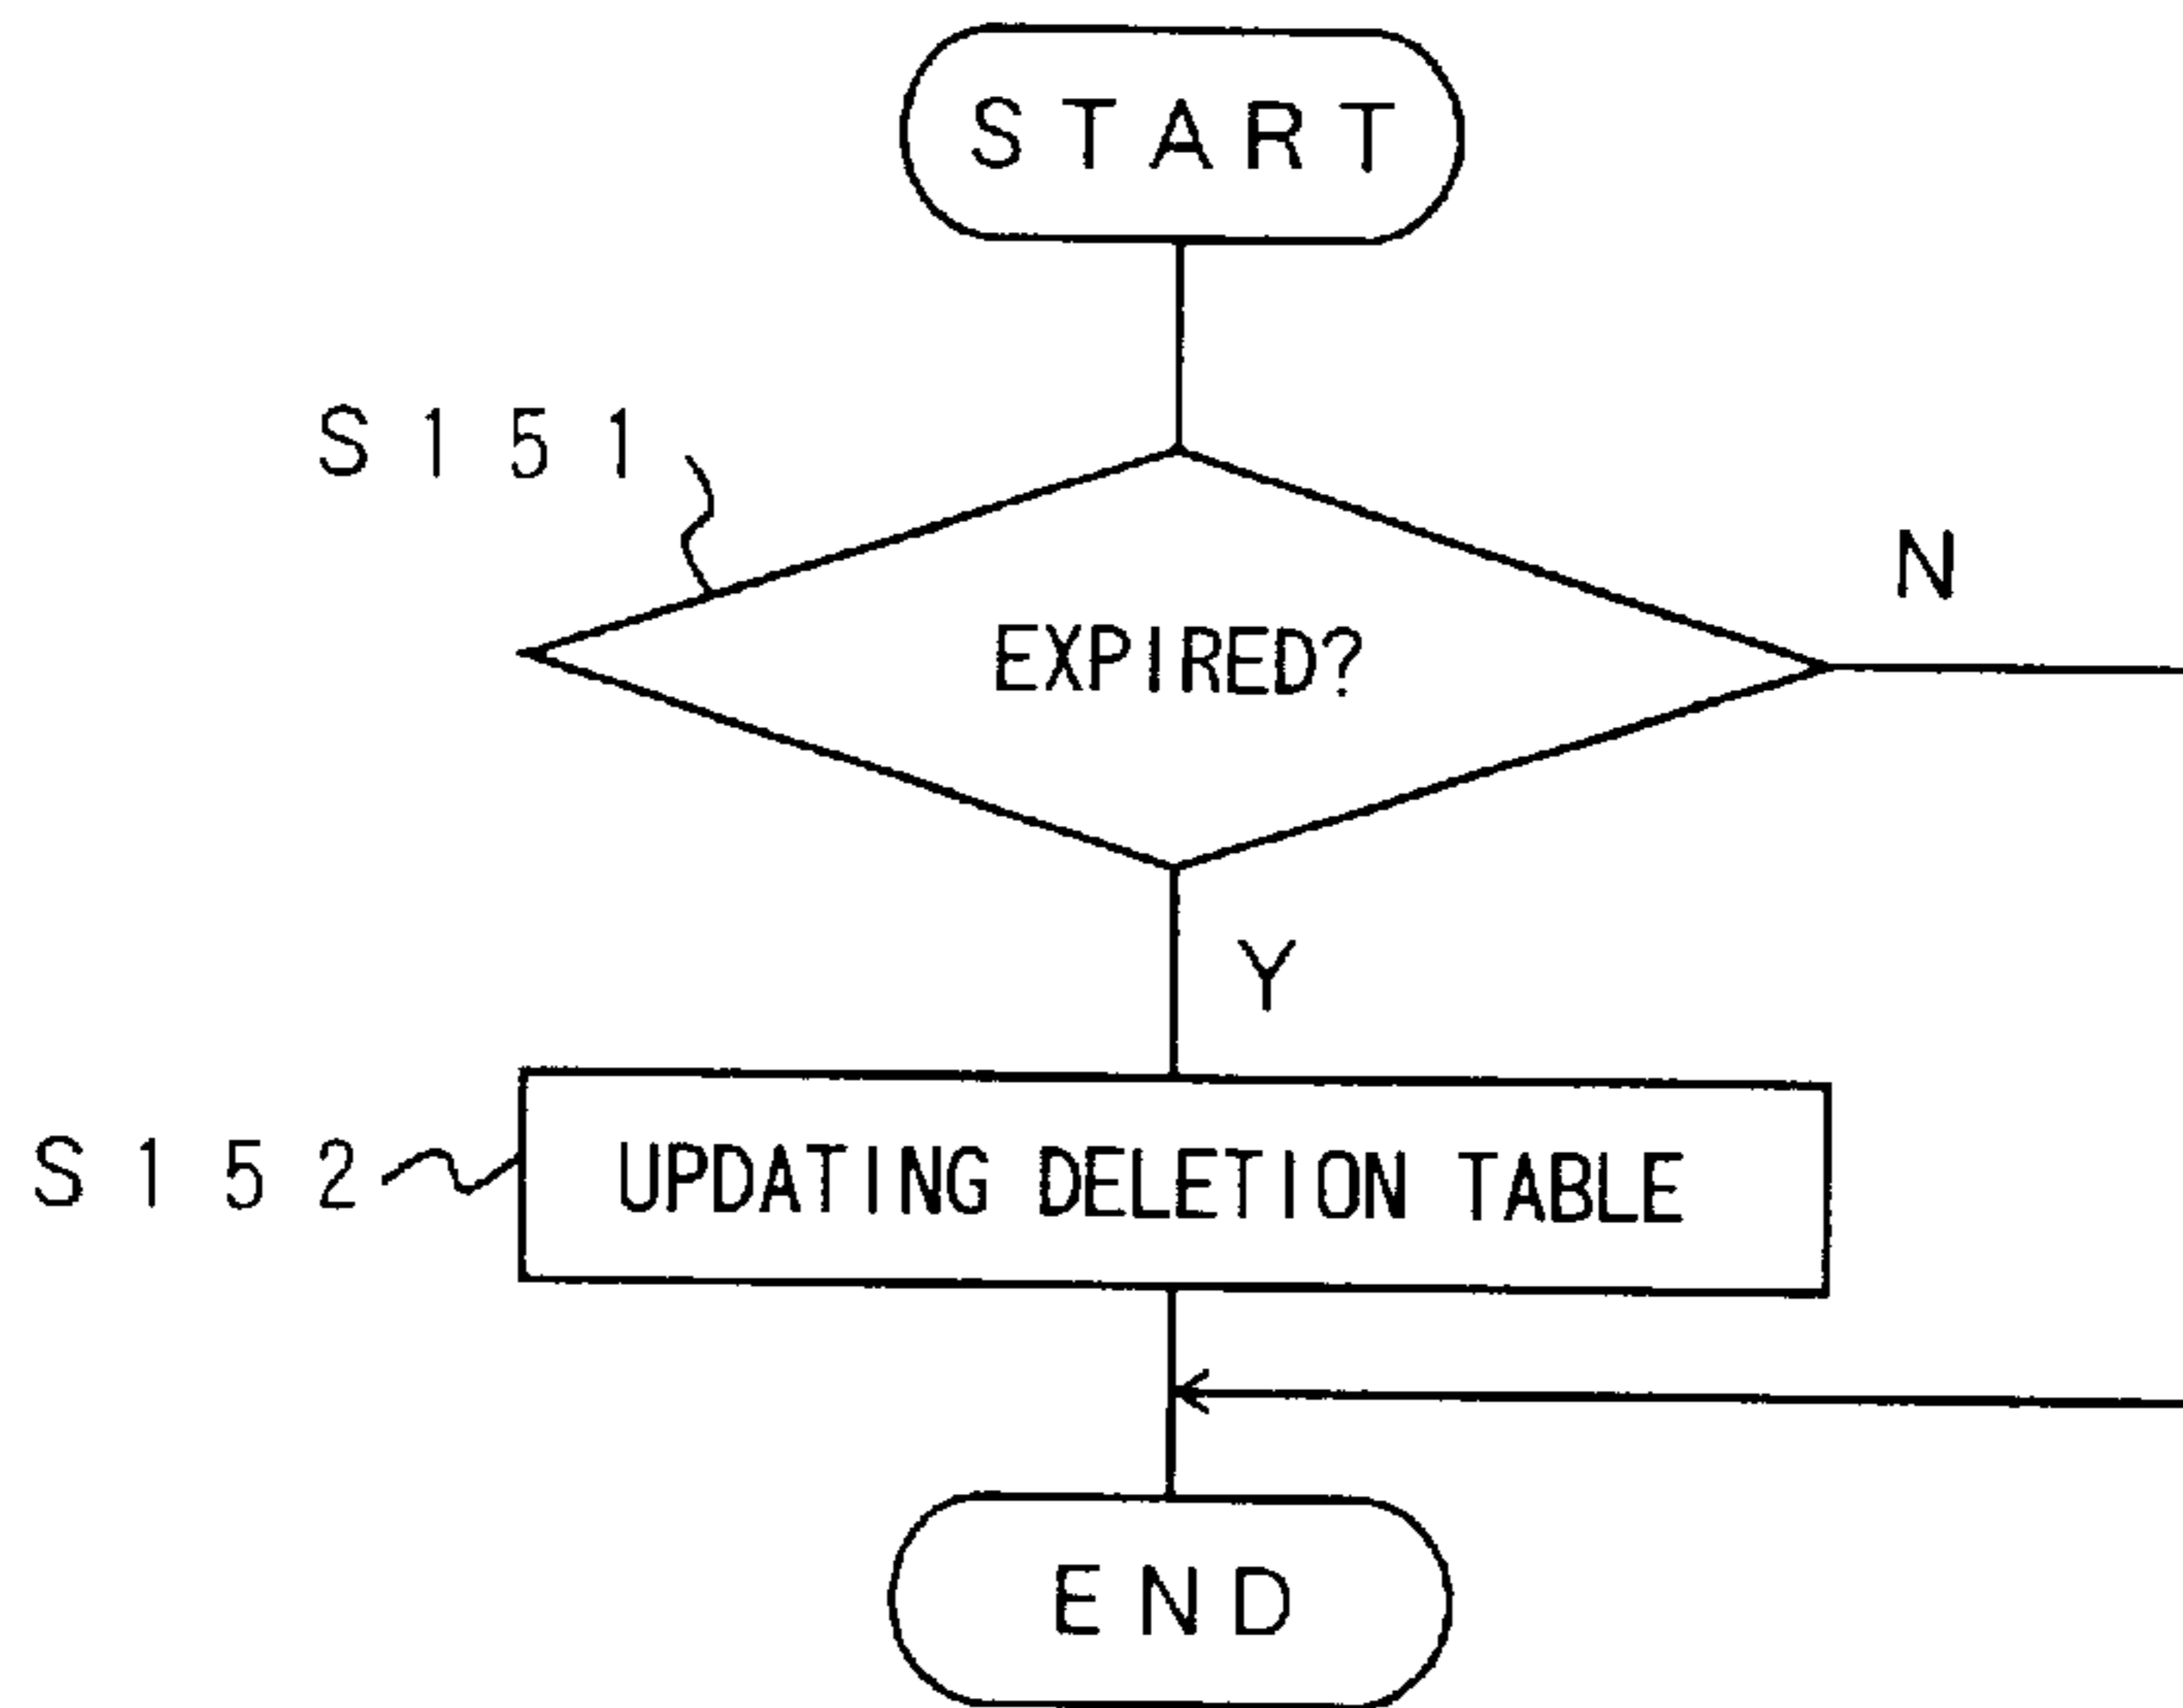 START
S151
N
EXPIRED?
Y
S152
UPDATING DELETION TABLE
END